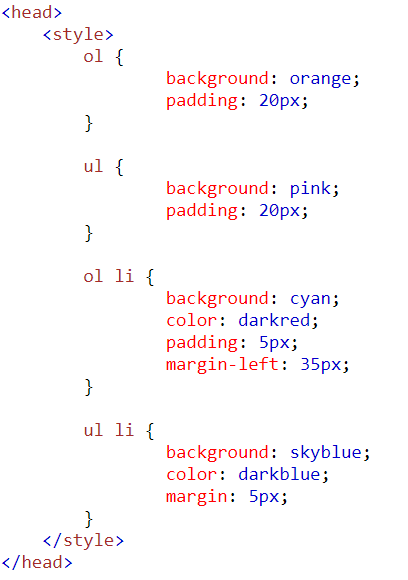 <head>
    <style>
        ol {
                background: orange;
                padding: 20px;
        }

        ul {
                background: pink;
                padding: 20px;
        }

        ol li {
                background: cyan;
                color: darkred;
                padding: 5px;
                margin-left: 35px;
        }

        ul li {
                background: skyblue;
                color: darkblue;
                margin: 5px;
        }
    </style>
</head>